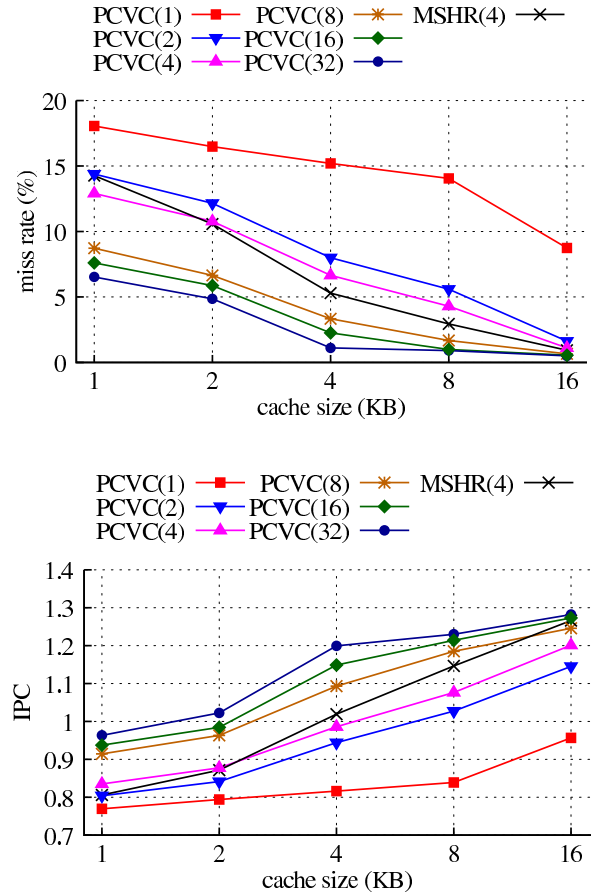 PCVC(1) PCVC(8) MSHR(4)
PCVC(2) PCVC(16)
PCVC(4) PCVC(32)
20
15
10
5
0
miss rate (%)
1 2 4 8 16
cache size (KB)
PCVC(1) PCVC(8) MSHR(4)
PCVC(2) PCVC(16)
PCVC(4) PCVC(32)
1.4
1.3
1.2
1.1
1
0.9
0.8
0.7
IPC
1 2 4 8 16
cache size (KB)